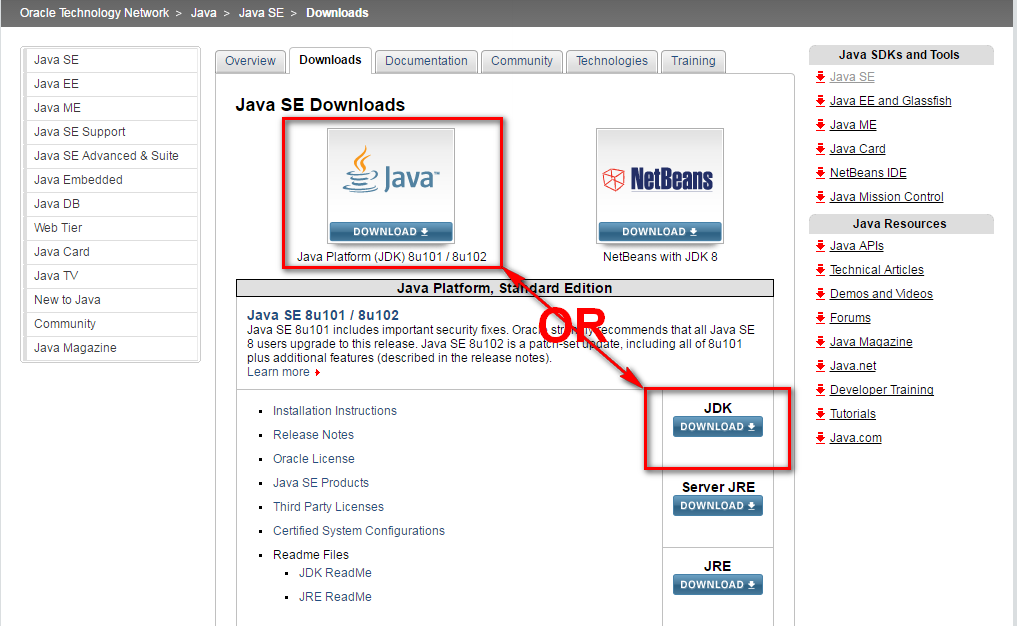 Oracle Technology Network > Java > Java SE > Downloads
Java SE
Java EE
Java ME
Java SE Support
Java SE Advanced & Suite
Java Embedded
Java DB
Web Tier
Java Card
Java TV
New to Java
Community
Java Magazine
Overview Downloads Documentation Community Technologies Training
Java SE Downloads
Java™
DOWNLOAD
Java Platform (JDK) 8u101 / 8u102
NetBeans
DOWNLOAD
NetBeans with JDK 8
Java Platform, Standard Edition
Java SE 8u101 / 8u102
Java SE 8u101 includes important security fixes. Oracle strongly recommends that all Java SE
8 users upgrade to this release. Java SE 8u102 is a patch-set update, including all of 8u101
plus additional features (described in the release notes).
Learn more
OR
Installation Instructions
Release Notes
Oracle License
Java SE Products
Third Party Licenses
Certified System Configurations
Readme Files
JDK ReadMe
JRE ReadMe
JDK
DOWNLOAD
Server JRE
DOWNLOAD
JRE
DOWNLOAD
Java SDKs and Tools
Java SE
Java EE and Glassfish
Java ME
Java Card
NetBeans IDE
Java Mission Control
Java Resources
Java APIs
Technical Articles
Demos and Videos
Forums
Java Magazine
Java.net
Developer Training
Tutorials
Java.com